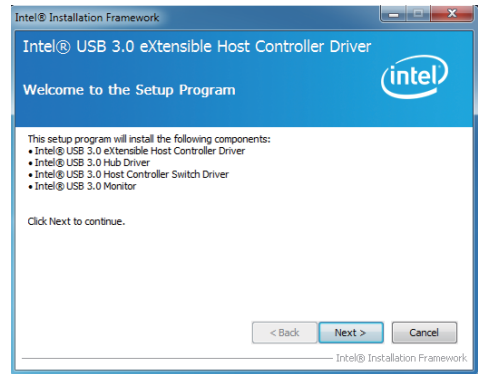 Intel® Installation Framework
Intel® USB 3.0 eXtensible Host Controller Driver
intel®
Welcome to the Setup Program
This setup program will install the following components:
• Intel® USB 3.0 eXtensible Host Controller Driver
• Intel® USB 3.0 Hub Driver
• Intel® USB 3.0 Host Controller Switch Driver
• Intel® USB 3.0 Monitor
Click Next to continue.
< Back Next > Cancel
Intel® Installation Framework